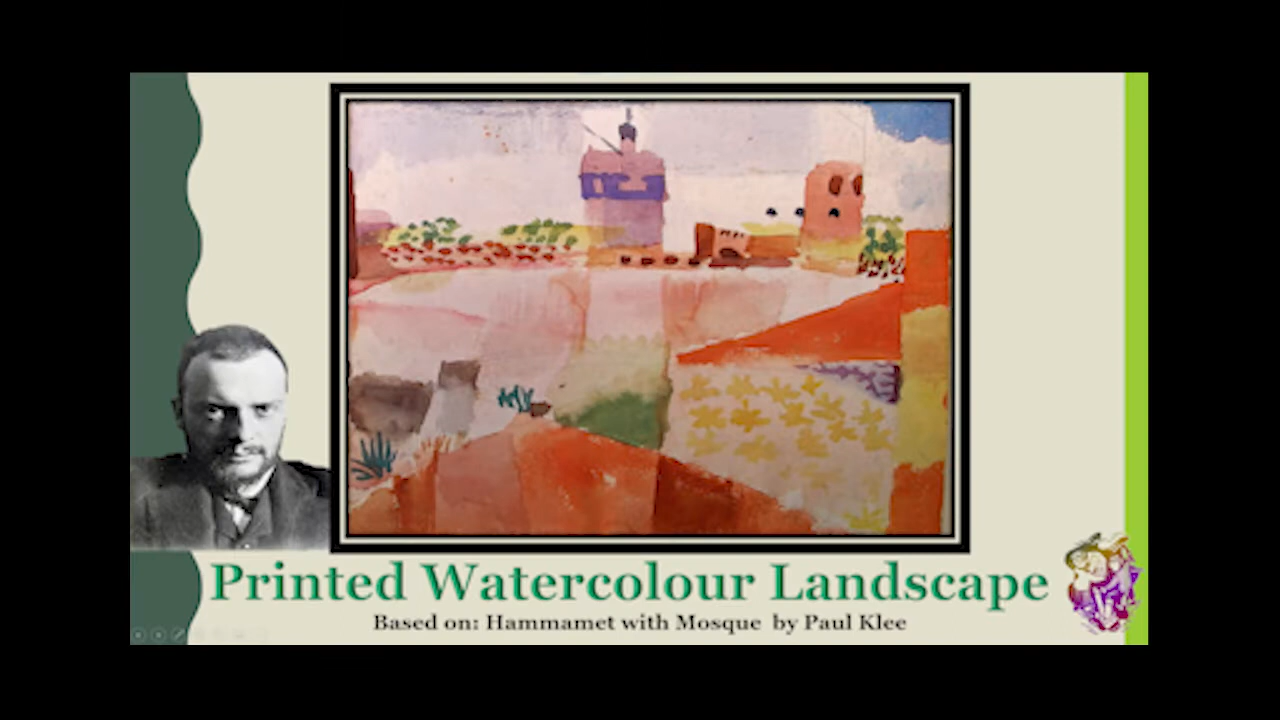 Printed Watercolour Landscape
Based on: Hammamet with Mosque by Paul Klee